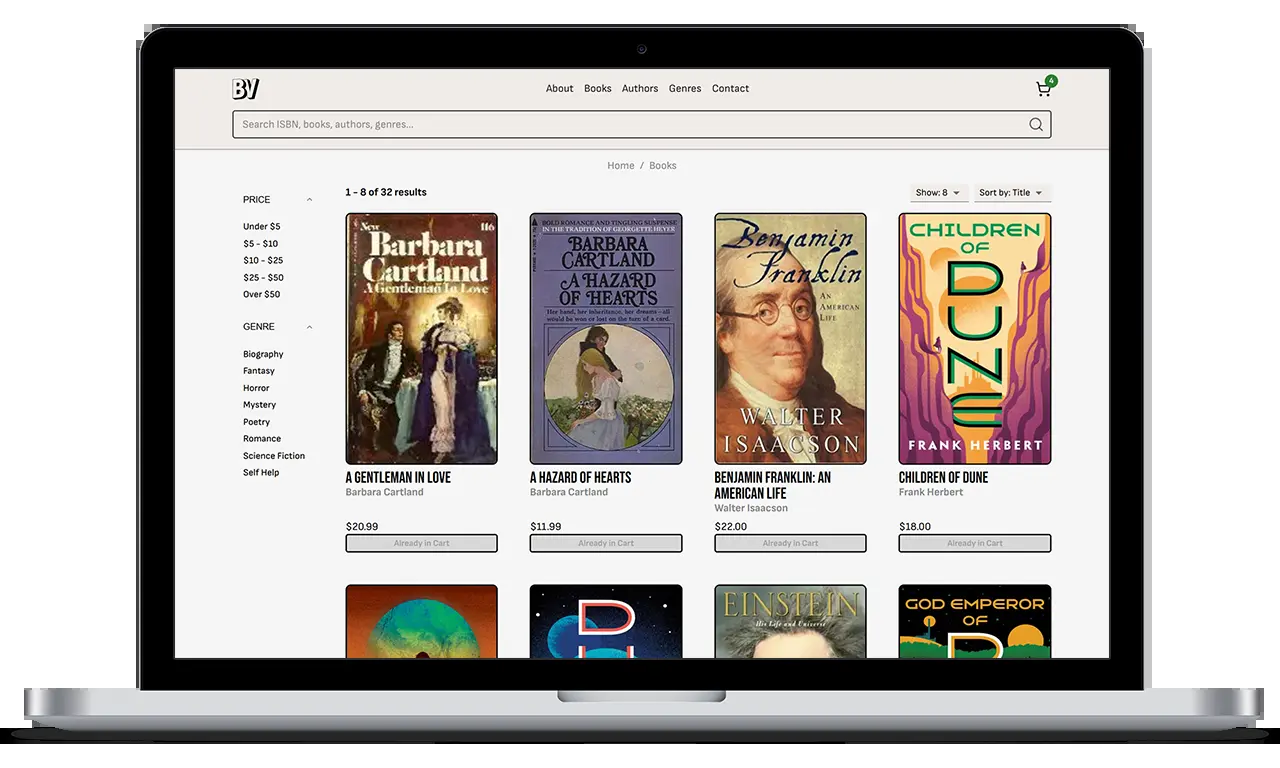 BV
About Books Authors Genres Contact
4
Search ISBN, books, authors, genres...
Home / Books
PRICE
Under $5
$5 - $10
$10 - $25
$25 - $50
Over $50
GENRE
Biography
Fantasy
Horror
Mystery
Poetry
Romance
Science Fiction
Self Help
1 - 8 of 32 results
Show: 8
Sort by: Title
New
116
Barbara
Cartland
A Gentleman In Love
A GENTLEMAN IN LOVE
Barbara Cartland
$20.99
Already in Cart
BOLD ROMANCE AND TINGLING SUSPENSE
IN THE TRADITION OF GEORGETTE HEYER
BARBARA
CARTLAND
A HAZARD
OF HEARTS
Her hand, her inheritance, her dreams—all
would be won or lost on the turn of a card.
A HAZARD OF HEARTS
Barbara Cartland
$11.99
Already in Cart
Benjamin
Franklin
AN
AMERICAN
LIFE
WALTER
ISAACSON
BENJAMIN FRANKLIN: AN
AMERICAN LIFE
Walter Isaacson
$22.00
Already in Cart
CHILDREN
OF
DUNE
FRANK HERBERT
CHILDREN OF DUNE
Frank Herbert
$18.00
Already in Cart
D
EINSTEIN
His Life and Universe
GOD EMPEROR
OF